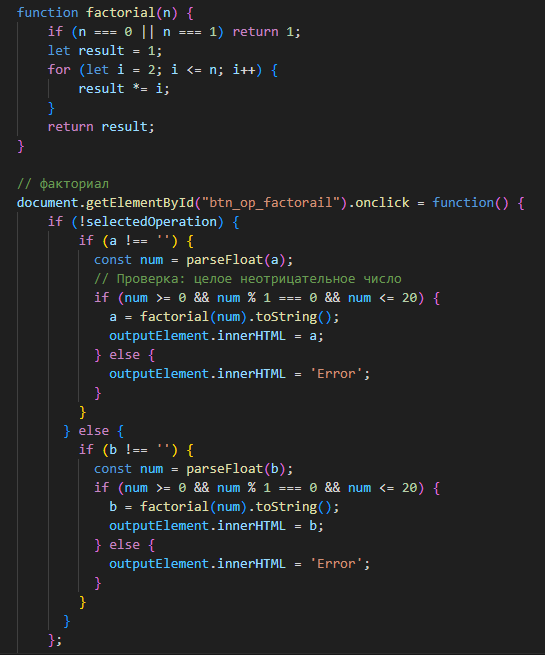 function factorial(n) {
    if (n === 0 || n === 1) return 1;
    let result = 1;
    for (let i = 2; i <= n; i++) {
        result *= i;
    }
    return result;
}

// факториал
document.getElementById("btn_op_factorail").onclick = function() {
    if (!selectedOperation) {
        if (a !== '') {
          const num = parseFloat(a);
          // Проверка: целое неотрицательное число
          if (num >= 0 && num % 1 === 0 && num <= 20) {
            a = factorial(num).toString();
            outputElement.innerHTML = a;
          } else {
            outputElement.innerHTML = 'Error';
          }
        }
      } else {
        if (b !== '') {
          const num = parseFloat(b);
          if (num >= 0 && num % 1 === 0 && num <= 20) {
            b = factorial(num).toString();
            outputElement.innerHTML = b;
          } else {
            outputElement.innerHTML = 'Error';
          }
        }
      }
    };